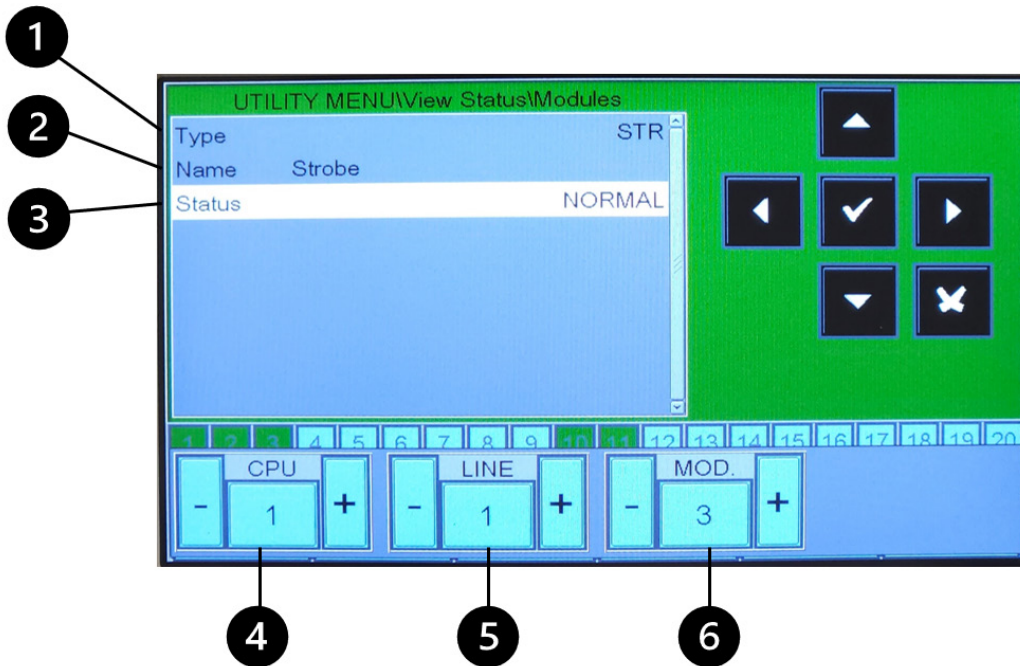 1
UTILITY MENU\View Status\Modules
2
Type STR
Name Strobe
3
Status NORMAL
1 2 3 4 5 6 7 8 9 10 11 12 13 14 15 16 17 18 19 20
CPU LINE MOD.
- 1 + - 1 + - 3 +
4 5 6